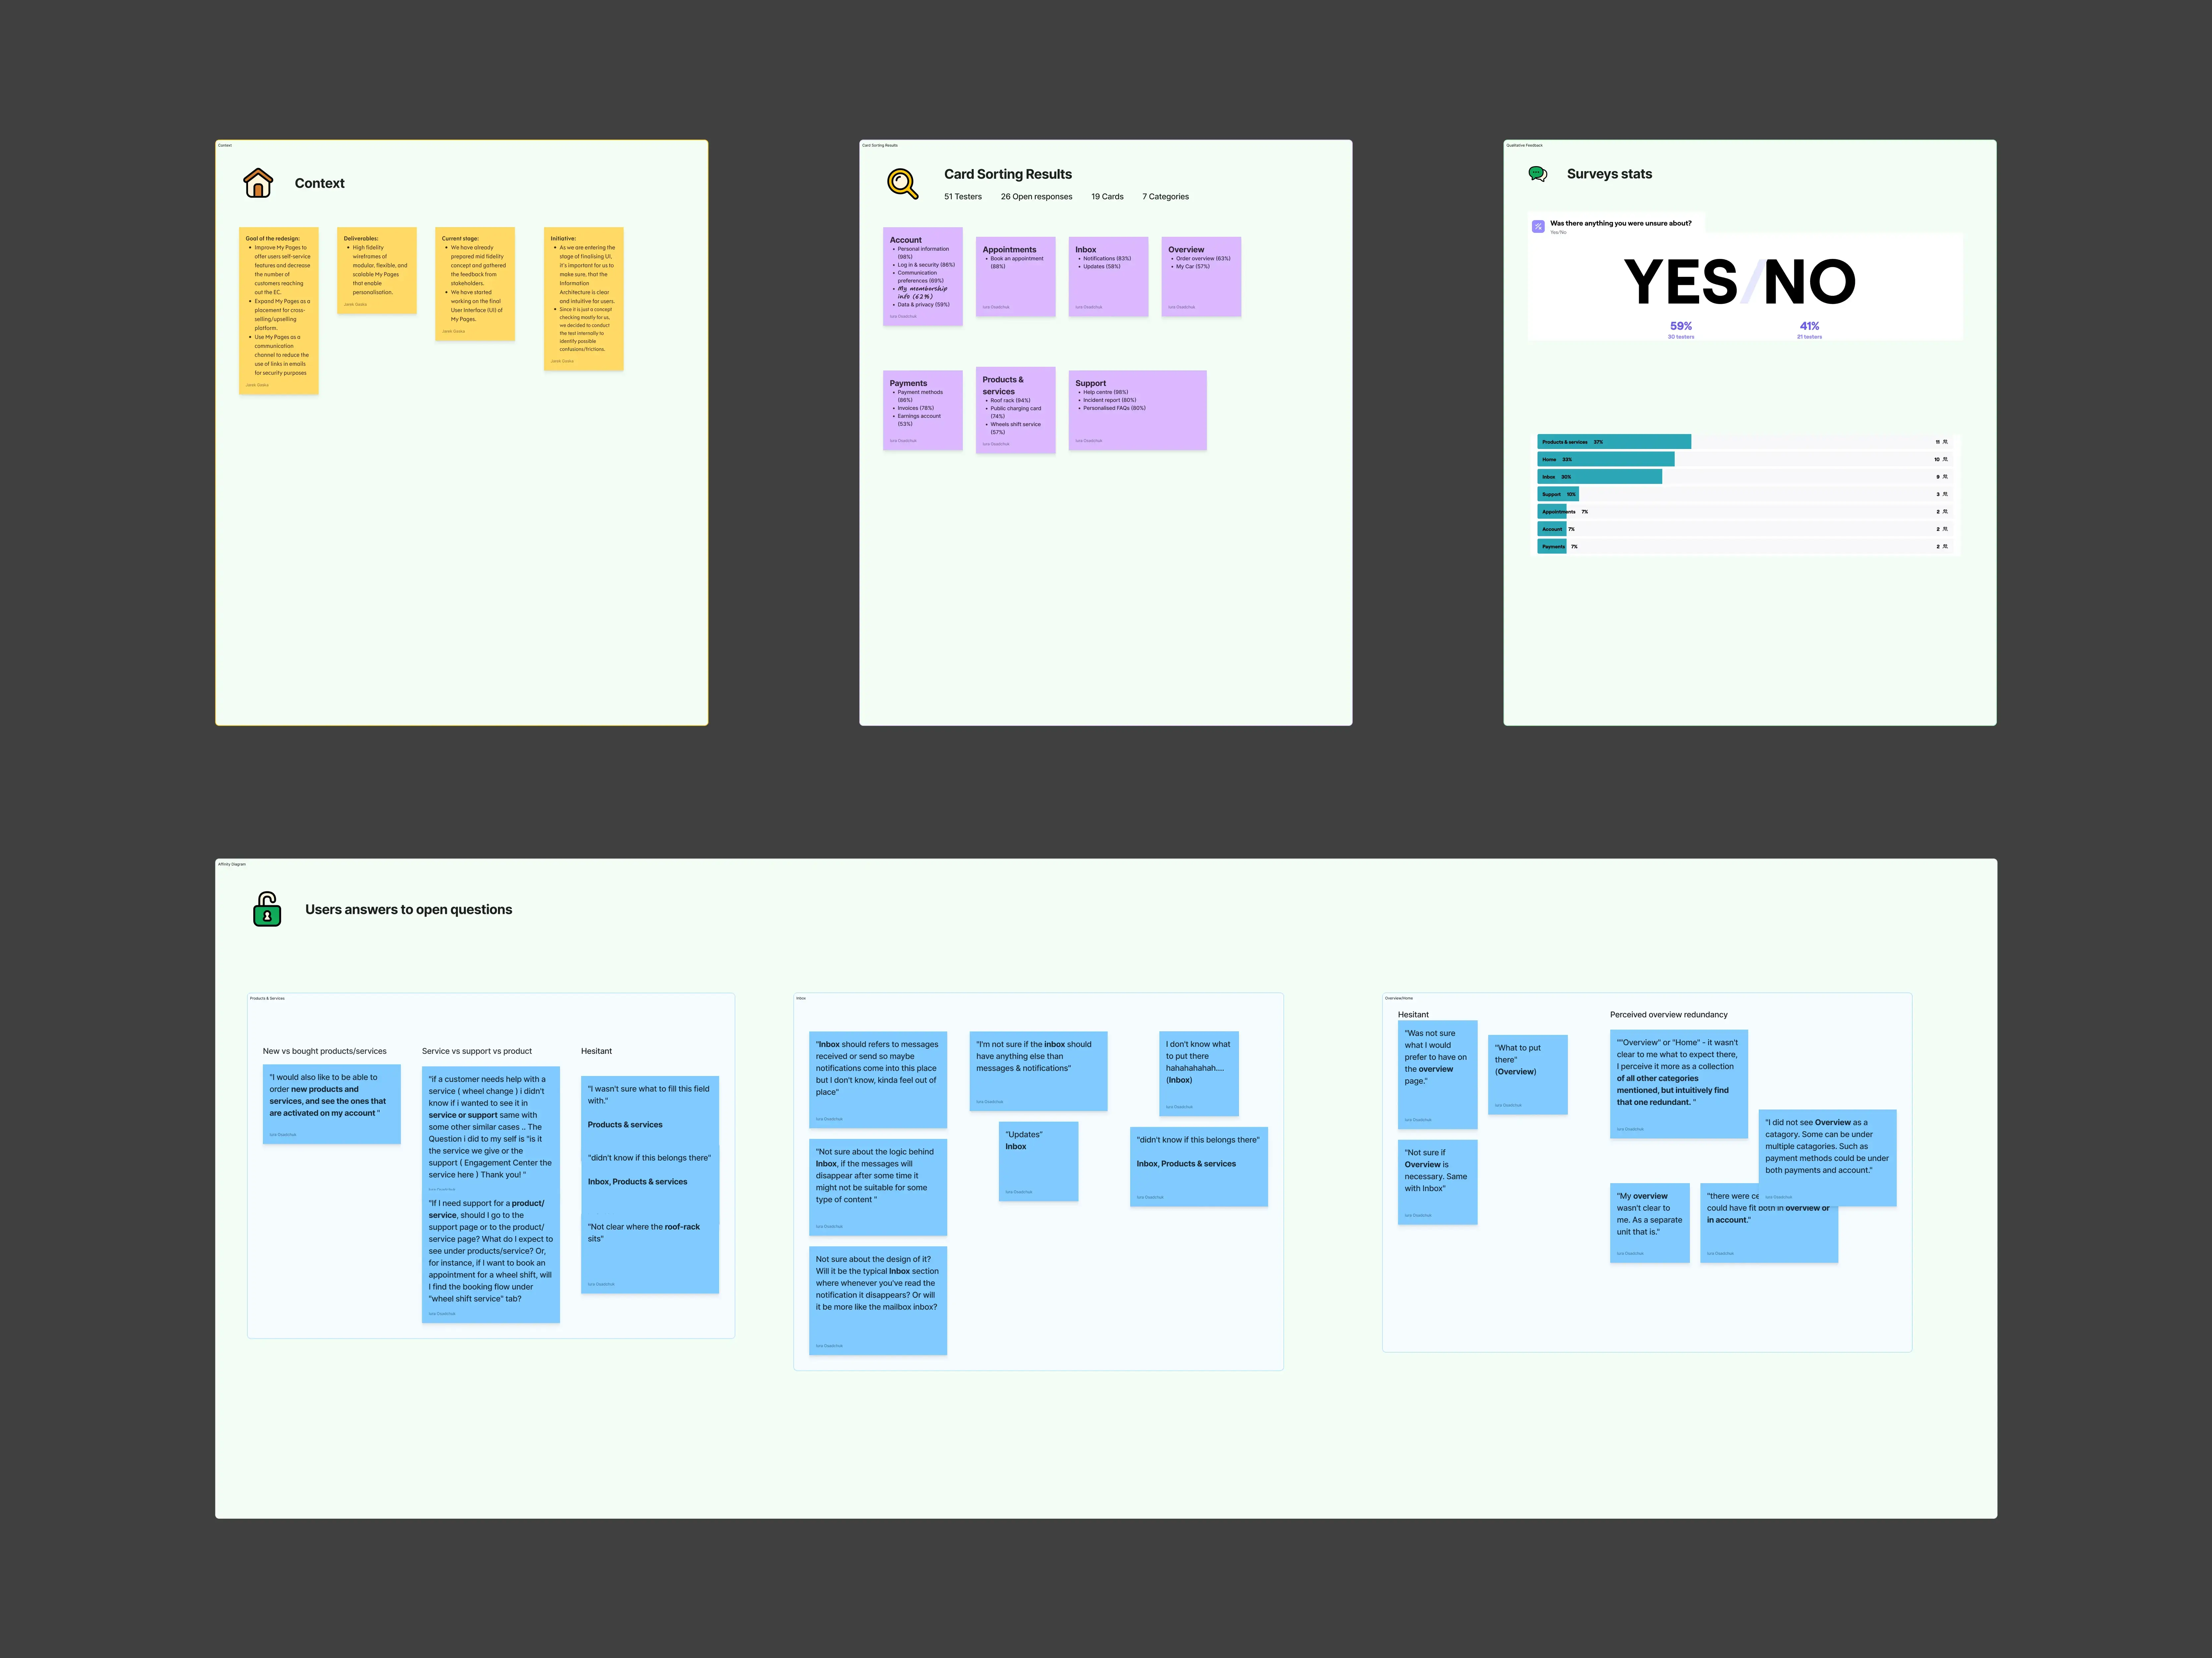 Context
Context
Goal of the redesign:
Improve My Pages to
offer users self-service
features and decrease
the number of
customers reaching
out the EC.
Expand My Pages as a
placement for cross-
selling/upselling
platform.
Use My Pages as a
communication
channel to reduce the
use of links in emails
for security purposes
Deliverables:
High fidelity
wireframes of
modular, flexible, and
scalable My Pages
that enable
personalisation.
Current stage:
We have already
prepared mid fidelity
concept and gathered
the feedback from
stakeholders.
We have started
working on the final
User Interface (UI) of
My Pages.
Initiative:
As we are entering the
stage of finalising UI,
it's important for us to
make sure, that the
Information
Architecture is clear
and intuitive for users.
Since it is just a concept
checking mostly for us,
we decided to conduct
the test internally to
identify possible
confusions/frictions.
Card Sorting Results
Card Sorting Results
51 Testers 26 Open responses 19 Cards 7 Categories
Account
Personal information
(98%)
Log in & security (86%)
Communication
preferences (69%)
My membership
info (62%)
Data & privacy (59%)
Appointments
Book an appointment
(88%)
Inbox
Notifications (83%)
Updates (58%)
Overview
Order overview (63%)
My Car (57%)
Payments
Payment methods
(86%)
Invoices (78%)
Earnings account
(53%)
Products &
services
Roof rack (94%)
Public charging card
(74%)
Wheels shift service
(57%)
Support
Help centre (98%)
Incident report (80%)
Personalised FAQs (80%)
Qualitative Feedback
Surveys stats
Was there anything you were unsure about?
Yes/No
YES/NO
59% 41%
30 testers 21 testers
Products & services 37% 11
Home 33% 10
Inbox 30% 9
Support 10% 3
Appointments 7% 2
Account 7% 2
Payments 7% 2
Affinity Diagram
Users answers to open questions
Products & Services
New vs bought products/services
"I would also like to be able to
order new products and
services, and see the ones that
are activated on my account "
Service vs support vs product
"if a customer needs help with a
service ( wheel change ) i didn't
know if i wanted to see it in
service or support same with
some other similar cases .. The
Question i did to my self is "is it
the service we give or the
support ( Engagement Center the
service here ) Thank you! "
"If I need support for a product/
service, should I go to the
support page or to the product/
service page? What do I expect to
see under products/service? Or,
for instance, if I want to book an
appointment for a wheel shift, will
I find the booking flow under
"wheel shift service" tab?
Hesitant
"I wasn't sure what to fill this field
with."
Products & services
"didn't know if this belongs there"
Inbox, Products & services
"Not clear where the roof-rack
sits"
Inbox
"Inbox should refers to messages
received or send so maybe
notifications come into this place
but I don't know, kinda feel out of
place"
"I'm not sure if the inbox should
have anything else than
messages & notifications"
I don't know what
to put there
hahahahahah....
(Inbox)
"Updates"
Inbox
"didn't know if this belongs there"
Inbox, Products & services
"Not sure about the logic behind
Inbox, if the messages will
disappear after some time it
might not be suitable for some
type of content "
Not sure about the design of it?
Will it be the typical Inbox section
where whenever you've read the
notification it disappears? Or will
it be more like the mailbox inbox?
Overview/Home
Hesitant
"Was not sure
what I would
prefer to have on
the overview
page."
"What to put
there"
(Overview)
"Not sure if
Overview is
necessary. Same
with Inbox"
Perceived overview redundancy
""Overview" or "Home" - it wasn't
clear to me what to expect there,
I perceive it more as a collection
of all other categories
mentioned, but intuitively find
that one redundant. "
"I did not see Overview as a
catagory. Some can be under
multiple catagories. Such as
payment methods could be under
both payments and account."
"My overview
wasn't clear to
me. As a separate
unit that is."
"there were
could have fit both in overview or
in account."